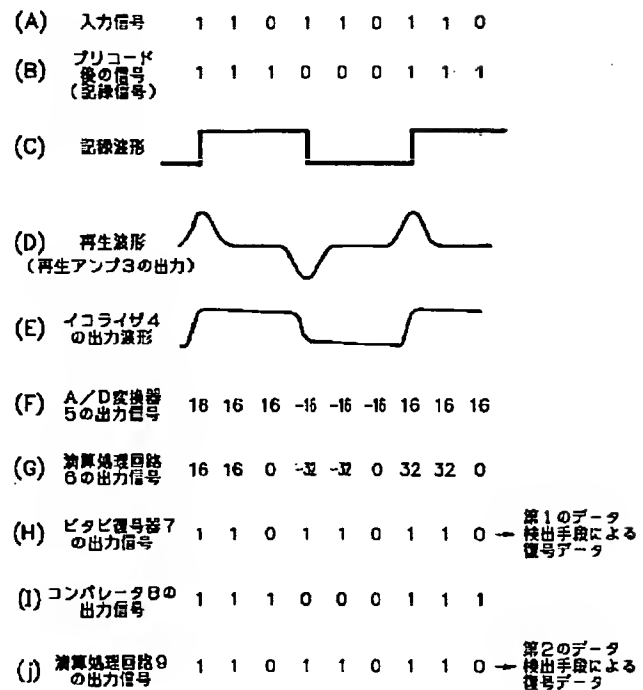 (A) 入力信号 1 1 0 1 1 0 1 1 0
プリコード
(B) 後の信号 1 1 1 0 0 0 1 1 1
(記録信号)
(C) 記録波形
(D) 再生波形
(再生アンプ3の出力)
(E) イコライザ4
の出力波形
(F) A/D変換器
5の出力信号 16 16 16 -16 -16 -16 16 16 16
(G) 演算処理回路
6の出力信号 16 16 0 -32 -32 0 32 32 0
(H) ビタビ復号器7
の出力信号 1 1 0 1 1 0 1 1 0
第1のデータ
検出手段による
復号データ
(I) コンパレータ8の
出力信号 1 1 1 0 0 0 1 1 1
(j) 演算処理回路9
の出力信号 1 1 0 1 1 0 1 1 0
第2のデータ
検出手段による
復号データ